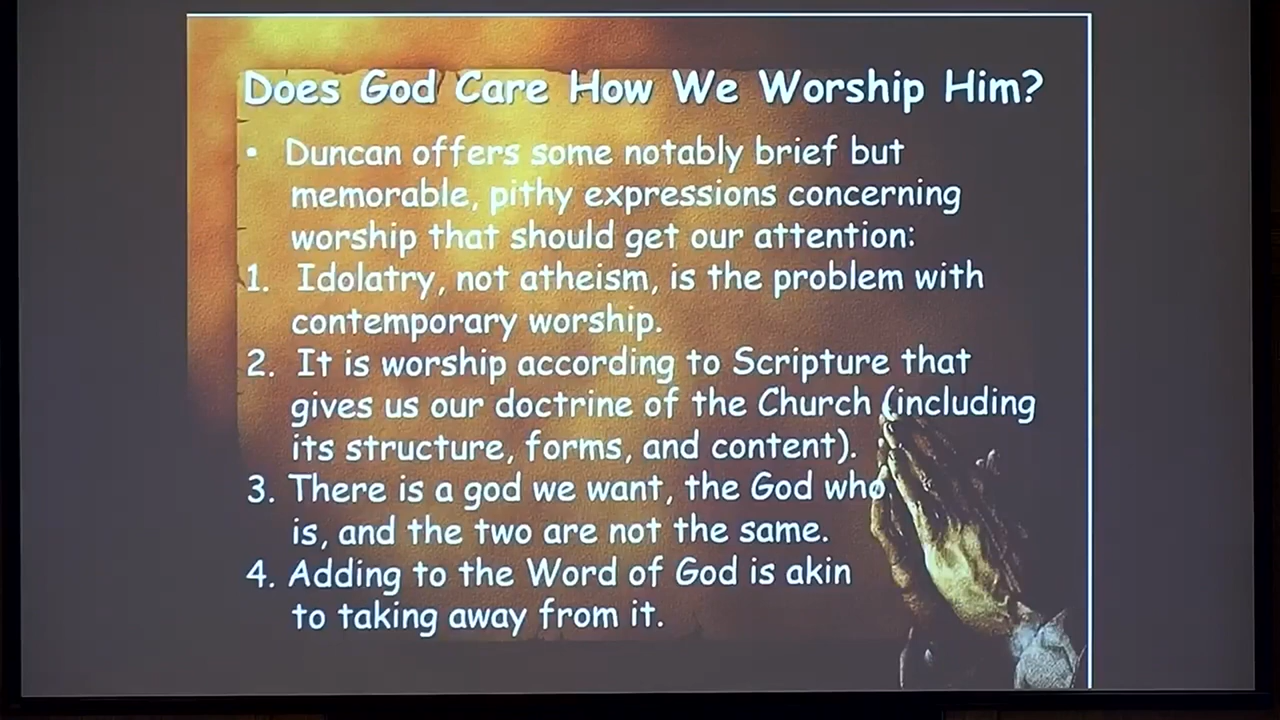 Does God Care How We Worship Him?
• Duncan offers some notably brief but
memorable, pithy expressions concerning
worship that should get our attention:
1. Idolatry, not atheism, is the problem with
contemporary worship.
2. It is worship according to Scripture that
gives us our doctrine of the Church (including
its structure, forms, and content).
3. There is a god we want, the God who
is, and the two are not the same.
4. Adding to the Word of God is akin
to taking away from it.